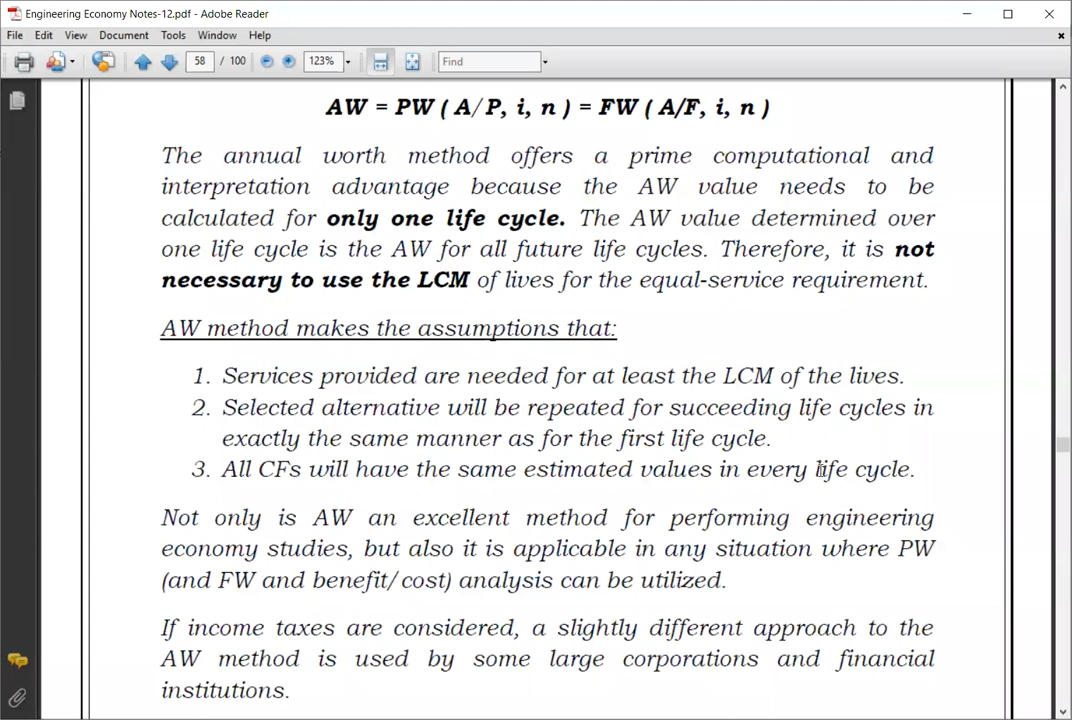 Engineering Economy Notes-12.pdf - Adobe Reader
File Edit View Document Tools Window Help
58 / 100 123% Find
AW = PW ( A/P, i, n ) = FW ( A/F, i, n )
The annual worth method offers a prime computational and
interpretation advantage because the AW value needs to be
calculated for only one life cycle. The AW value determined over
one life cycle is the AW for all future life cycles. Therefore, it is not
necessary to use the LCM of lives for the equal-service requirement.
AW method makes the assumptions that:
1. Services provided are needed for at least the LCM of the lives.
2. Selected alternative will be repeated for succeeding life cycles in
exactly the same manner as for the first life cycle.
3. All CFs will have the same estimated values in every life cycle.
Not only is AW an excellent method for performing engineering
economy studies, but also it is applicable in any situation where PW
(and FW and benefit/cost) analysis can be utilized.
If income taxes are considered, a slightly different approach to the
AW method is used by some large corporations and financial
institutions.